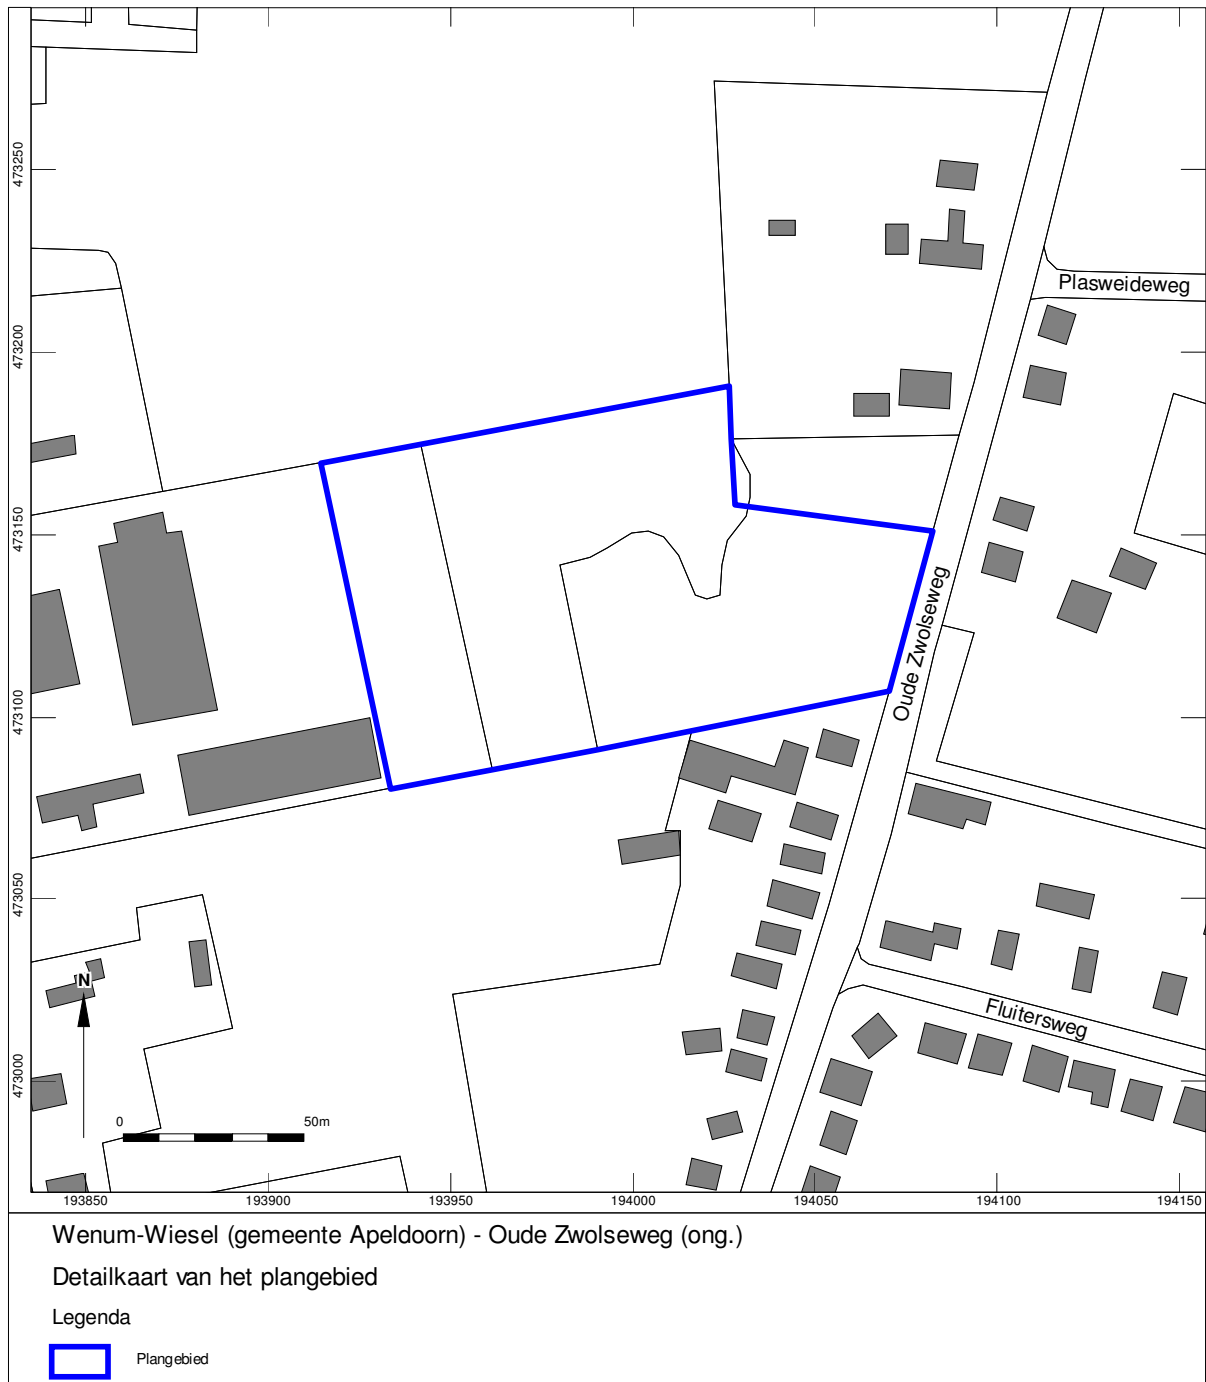 473250
473200
473150
473100
473050
473000
Plasweideweg
Oude Zwolseweg
Fluitersweg
N
0 50m
193850 193900 193950 194000 194050 194100 194150
Wenum-Wiesel (gemeente Apeldoorn) - Oude Zwolseweg (ong.)
Detailkaart van het plangebied
Legenda
Plangebied